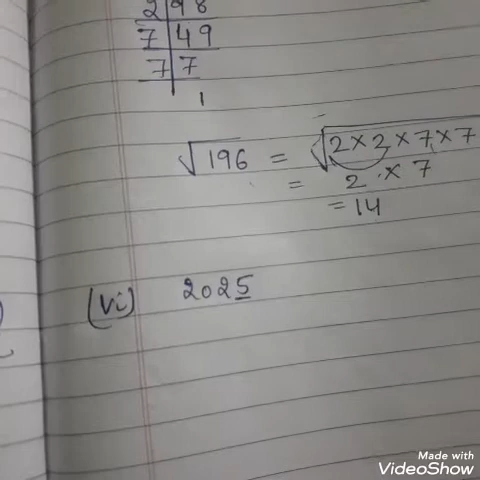 2 98
7 49
7 7
1
√196 = √2 × 2 × 7 × 7
= 2 × 7
= 14
(vi) 2025
Made with
VideoShow